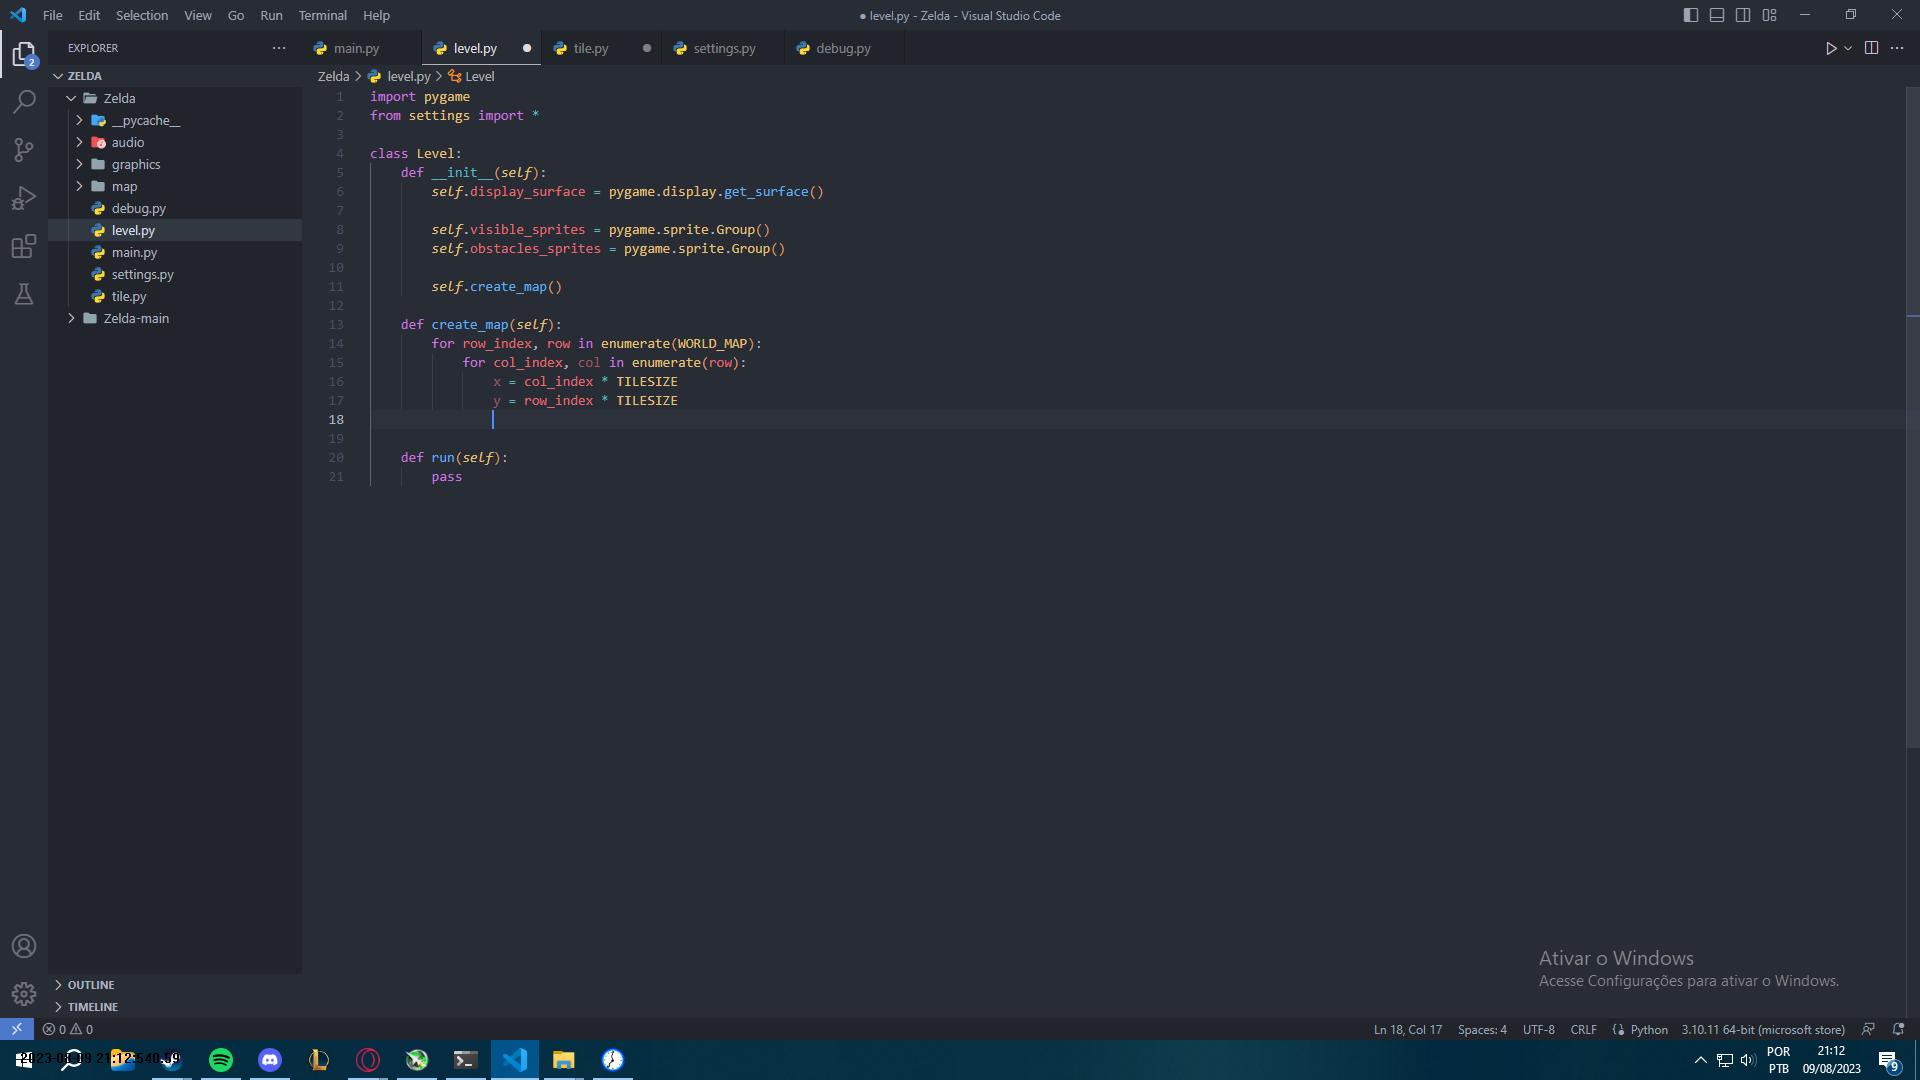 File Edit Selection View Go Run Terminal Help
● level.py - Zelda - Visual Studio Code
EXPLORER
main.py
level.py
tile.py
settings.py
debug.py
ZELDA
Zelda
__pycache__
audio
graphics
map
debug.py
level.py
main.py
settings.py
tile.py
Zelda-main
OUTLINE
TIMELINE
2
Zelda > level.py > Level
1 import pygame
2 from settings import *
3
4 class Level:
5     def __init__(self):
6         self.display_surface = pygame.display.get_surface()
7
8         self.visible_sprites = pygame.sprite.Group()
9         self.obstacles_sprites = pygame.sprite.Group()
10
11         self.create_map()
12
13     def create_map(self):
14         for row_index, row in enumerate(WORLD_MAP):
15             for col_index, col in enumerate(row):
16                 x = col_index * TILESIZE
17                 y = row_index * TILESIZE
18
19
20     def run(self):
21         pass
Ativar o Windows
Acesse Configurações para ativar o Windows.
0 0
Ln 18, Col 17 Spaces: 4 UTF-8 CRLF Python 3.10.11 64-bit (microsoft store)
POR
PTB
21:12
09/08/2023
9